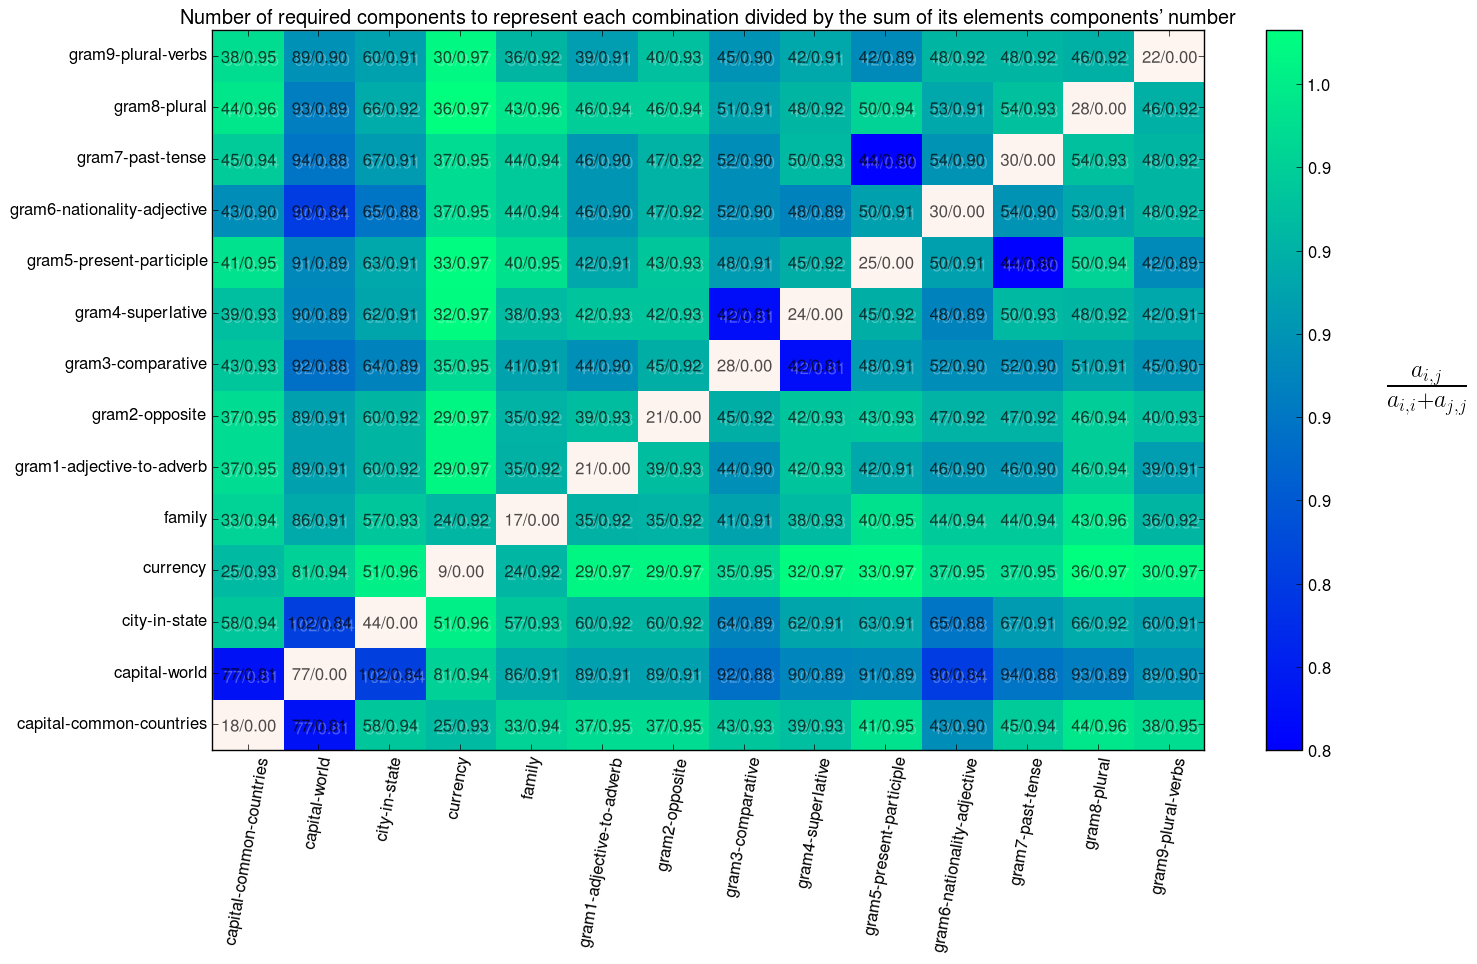 Number of required components to represent each combination divided by the sum of its elements components' number
gram9-plural-verbs 38/0.95 89/0.90 60/0.91 30/0.97 36/0.92 39/0.91 40/0.93 45/0.90 42/0.91 42/0.89 48/0.92 48/0.92 46/0.92 22/0.00
gram8-plural 44/0.96 93/0.89 66/0.92 36/0.97 43/0.96 46/0.94 46/0.94 51/0.91 48/0.92 50/0.94 53/0.91 54/0.93 28/0.00 46/0.92
gram7-past-tense 45/0.94 94/0.88 67/0.91 37/0.95 44/0.94 46/0.90 47/0.92 52/0.90 50/0.93 44/0.80 54/0.90 30/0.00 54/0.93 48/0.92
gram6-nationality-adjective 43/0.90 90/0.84 65/0.88 37/0.95 44/0.94 46/0.90 47/0.92 52/0.90 48/0.89 50/0.91 30/0.00 54/0.90 53/0.91 48/0.92
gram5-present-participle 41/0.95 91/0.89 63/0.91 33/0.97 40/0.95 42/0.91 43/0.93 48/0.91 45/0.92 25/0.00 50/0.91 44/0.80 50/0.94 42/0.89
gram4-superlative 39/0.93 90/0.89 62/0.91 32/0.97 38/0.93 42/0.93 42/0.93 42/0.81 24/0.00 45/0.92 48/0.89 50/0.93 48/0.92 42/0.91
gram3-comparative 43/0.93 92/0.88 64/0.89 35/0.95 41/0.91 44/0.90 45/0.92 28/0.00 42/0.81 48/0.91 52/0.90 52/0.90 51/0.91 45/0.90
gram2-opposite 37/0.95 89/0.91 60/0.92 29/0.97 35/0.92 39/0.93 21/0.00 45/0.92 42/0.93 43/0.93 47/0.92 47/0.92 46/0.94 40/0.93
gram1-adjective-to-adverb 37/0.95 89/0.91 60/0.92 29/0.97 35/0.92 21/0.00 39/0.93 44/0.90 42/0.93 42/0.91 46/0.90 46/0.90 46/0.94 39/0.91
family 33/0.94 86/0.91 57/0.93 24/0.92 17/0.00 35/0.92 35/0.92 41/0.91 38/0.93 40/0.95 44/0.94 44/0.94 43/0.96 36/0.92
currency 25/0.93 81/0.94 51/0.96 9/0.00 24/0.92 29/0.97 29/0.97 35/0.95 32/0.97 33/0.97 37/0.95 37/0.95 36/0.97 30/0.97
city-in-state 58/0.94 102/0.84 44/0.00 51/0.96 57/0.93 60/0.92 60/0.92 64/0.89 62/0.91 63/0.91 65/0.88 67/0.91 66/0.92 60/0.91
capital-world 77/0.81 77/0.00 102/0.84 81/0.94 86/0.91 89/0.91 89/0.91 92/0.88 90/0.89 91/0.89 90/0.84 94/0.88 93/0.89 89/0.90
capital-common-countries 18/0.00 77/0.81 58/0.94 25/0.93 33/0.94 37/0.95 37/0.95 43/0.93 39/0.93 41/0.95 43/0.90 45/0.94 44/0.96 38/0.95
capital-common-countries
capital-world
city-in-state
currency
family
gram1-adjective-to-adverb
gram2-opposite
gram3-comparative
gram4-superlative
gram5-present-participle
gram6-nationality-adjective
gram7-past-tense
gram8-plural
gram9-plural-verbs
1.0
0.9
0.9
0.9
0.9
0.9
0.8
0.8
0.8
a_{i,j}
a_{i,i}+a_{j,j}